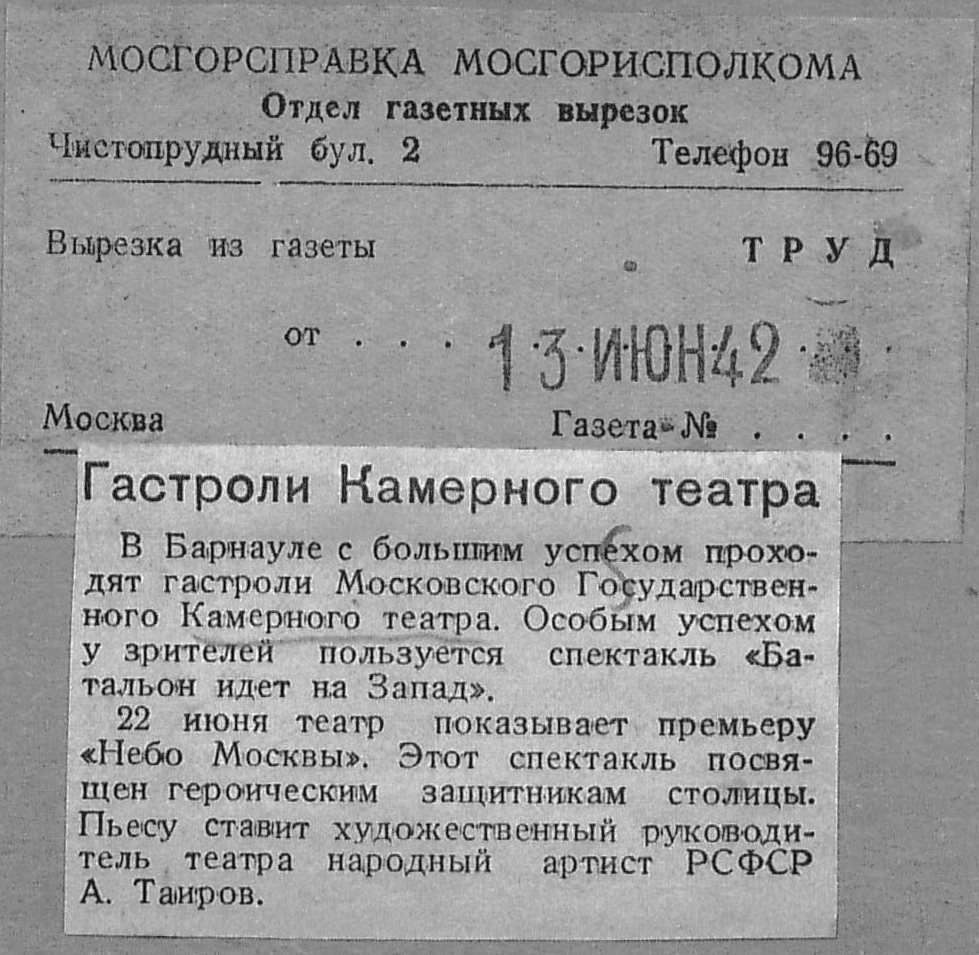 МОСГОРСПРАВКА МОСГОРИСПОЛКОМА
Отдел газетных вырезок
Чистопрудный бул. 2 Телефон 96-69
Вырезка из газеты ТРУД
от . . . 13 ИЮН 42
Москва Газета № . . . .
Гастроли Камерного театра
В Барнауле с большим успехом прохо-
дят гастроли Московского Государствен-
ного Камерного театра. Особым успехом
у зрителей пользуется спектакль «Ба-
тальон идет на Запад».
22 июня театр показывает премьеру
«Небо Москвы». Этот спектакль посвя-
щен героическим защитникам столицы.
Пьесу ставит художественный руководи-
тель театра народный артист РСФСР
А. Таиров.